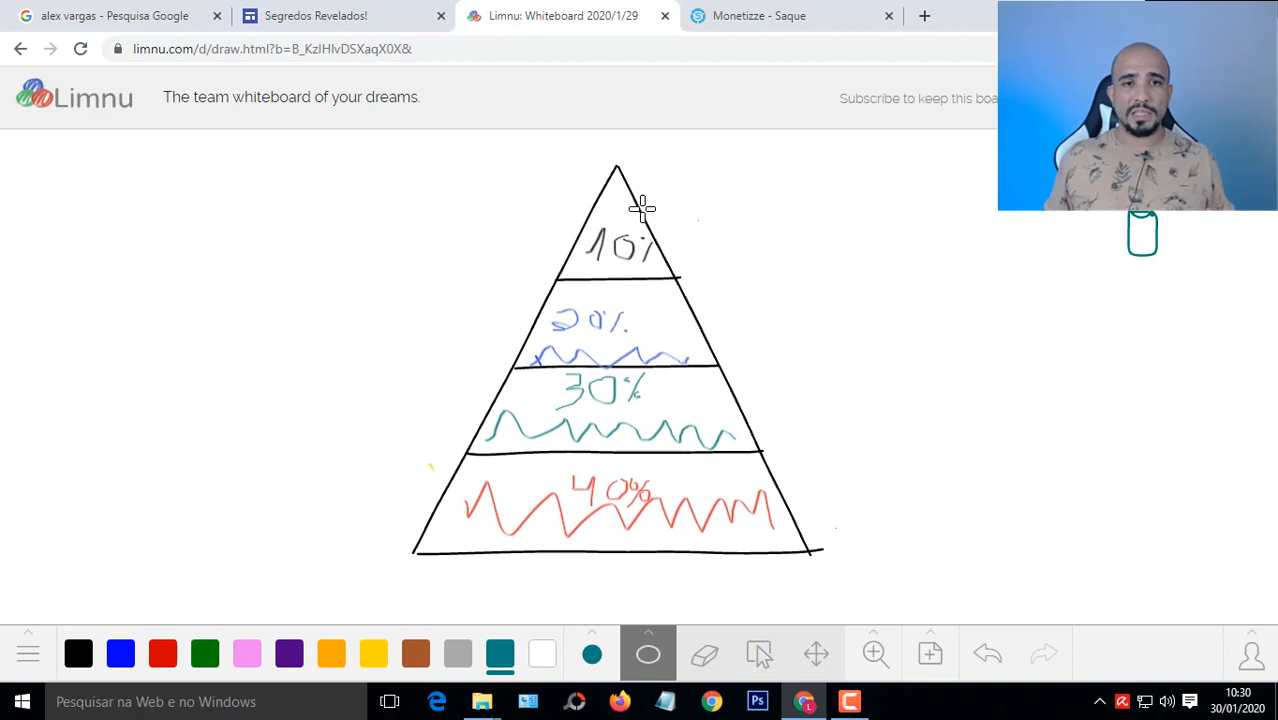 alex vargas - Pesquisa Google
Segredos Revelados!
Limnu: Whiteboard 2020/1/29
Monetizze - Saque
limnu.com/d/draw.html?b=B_KzIHlvDSXaqX0X&
Limnu
The team whiteboard of your dreams.
Subscribe to keep this boa
10%
20%
30%
40%
Pesquisar na Web e no Windows
10:30
30/01/2020